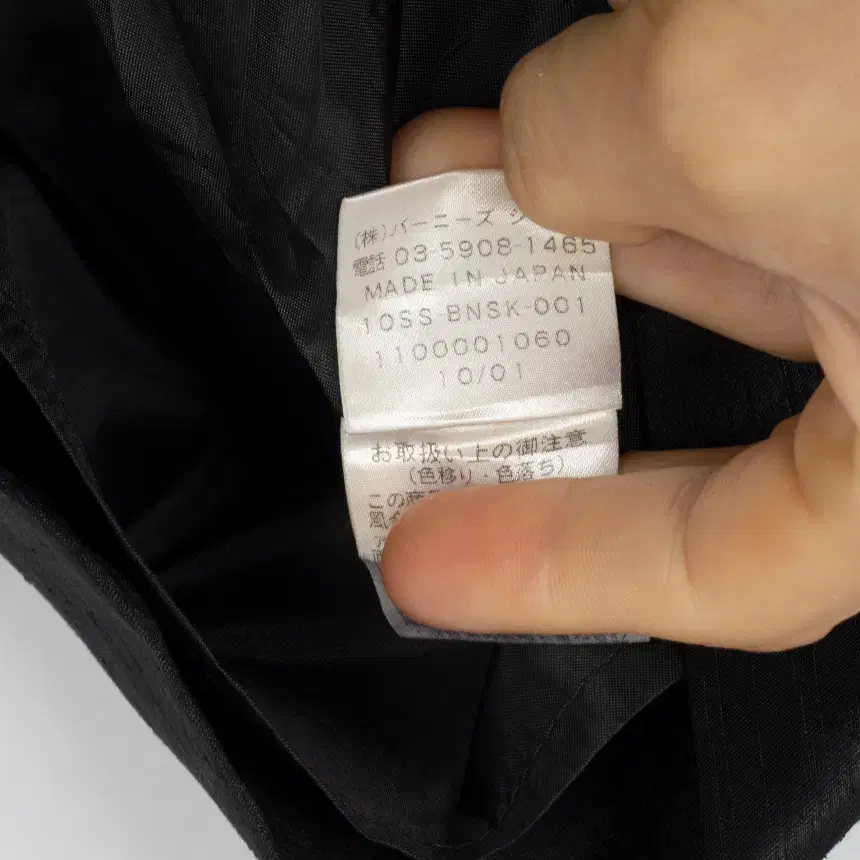 (株)バーニーズ
電話 03-5908-1465
MADE IN JAPAN
10SS-BNSK-001
1100001060
10/01
お取扱い上の御注意
(色移り・色落ち)
この商
風合